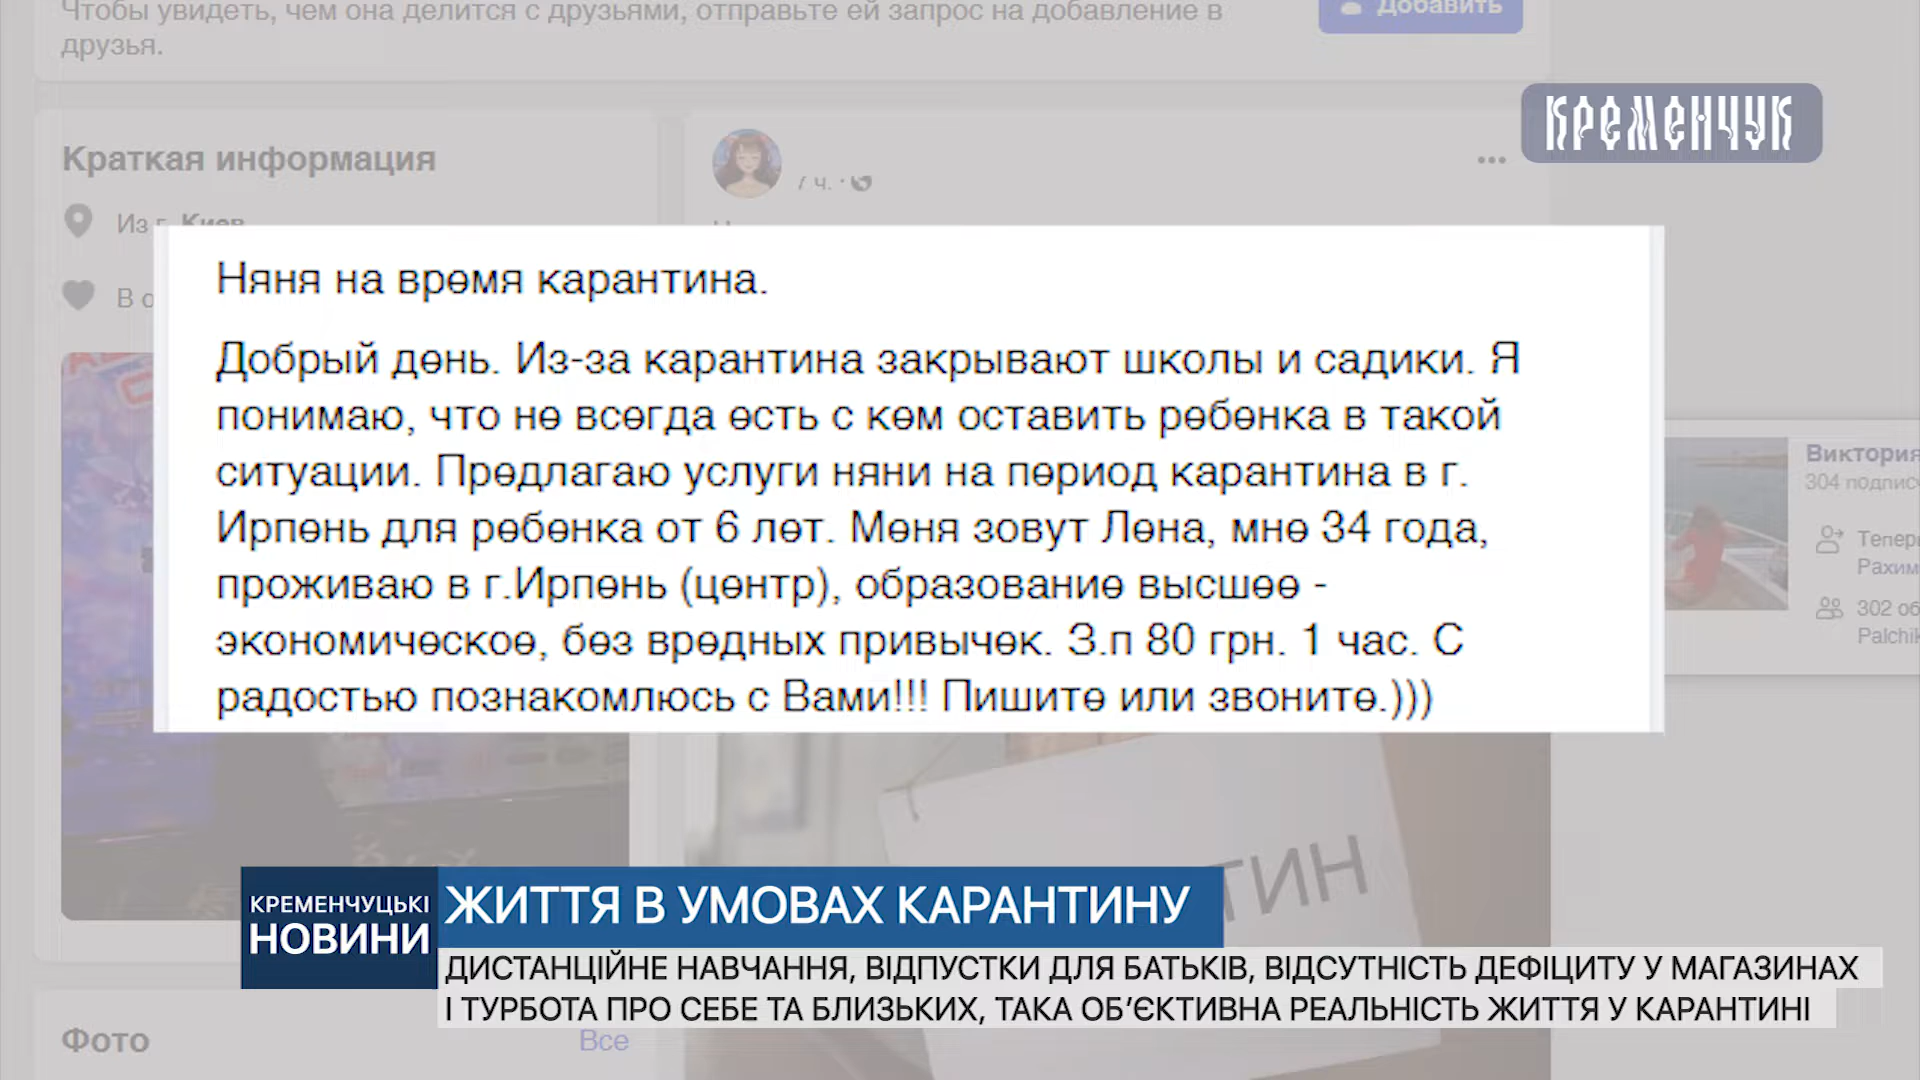 Чтобы увидеть, чем она делится с друзьями, отправьте ей запрос на добавление в
друзья.
Добавить
КРЕМЕНЧУК
Краткая информация
ч.
Из г. Киев
В
Няня на время карантина.
Добрый день. Из-за карантина закрывают школы и садики. Я
понимаю, что не всегда есть с кем оставить ребенка в такой
ситуации. Предлагаю услуги няни на период карантина в г.
Ирпень для ребенка от 6 лет. Меня зовут Лена, мне 34 года,
проживаю в г.Ирпень (центр), образование высшее -
экономическое, без вредных привычек. З.п 80 грн. 1 час. С
радостью познакомлюсь с Вами!!! Пишите или звоните.)))
Виктория
304
302
ТИН
КРЕМЕНЧУЦЬКІ
НОВИНИ
ЖИТТЯ В УМОВАХ КАРАНТИНУ
ДИСТАНЦІЙНЕ НАВЧАННЯ, ВІДПУСТКИ ДЛЯ БАТЬКІВ, ВІДСУТНІСТЬ ДЕФІЦИТУ У МАГАЗИНАХ
І ТУРБОТА ПРО СЕБЕ ТА БЛИЗЬКИХ, ТАКА ОБ’ЄКТИВНА РЕАЛЬНІСТЬ ЖИТТЯ У КАРАНТИНІ
Фото
Все